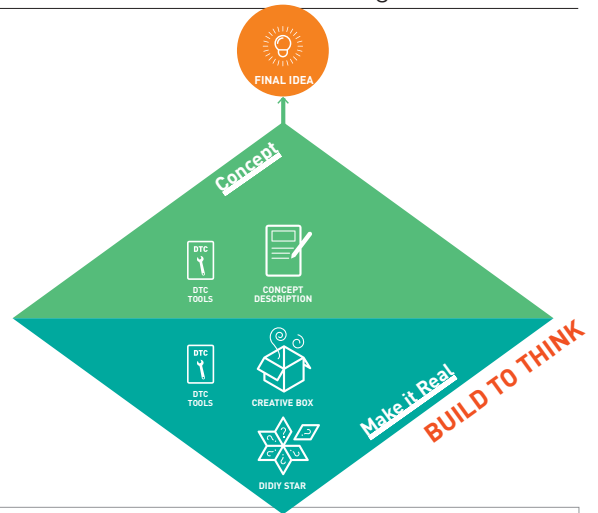 FINAL IDEA
Concept
DTC
DTC
TOOLS
CONCEPT
DESCRIPTION
DTC
DTC
TOOLS
CREATIVE BOX
Make it Real
BUILD TO THINK
?
?
?
?
?
?
DIDIY STAR